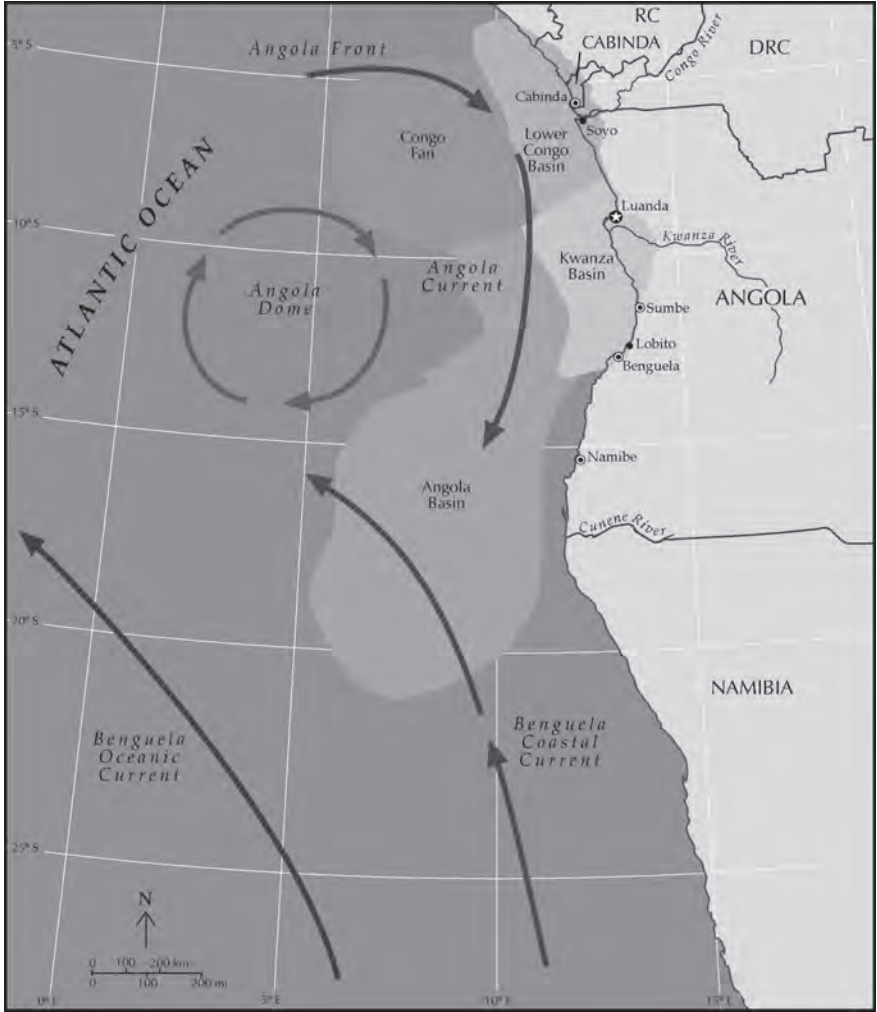 RC
CABINDA
DRC
Congo River
5° S
Angola Front
Cabinda
Soyo
Congo
Fan
Lower
Congo
Basin
ATLANTIC OCEAN
Luanda
10° S
Kwanza River
Kwanza
Basin
Angola
Current
Angola
Dome
ANGOLA
Sumbe
Lobito
Benguela
15° S
Namibe
Angola
Basin
Cunene River
20° S
NAMIBIA
Benguela
Oceanic
Current
Benguela
Coastal
Current
25° S
N
0 100 200 km
0 100 200 mi
0° E
5° E
10° E
15° E